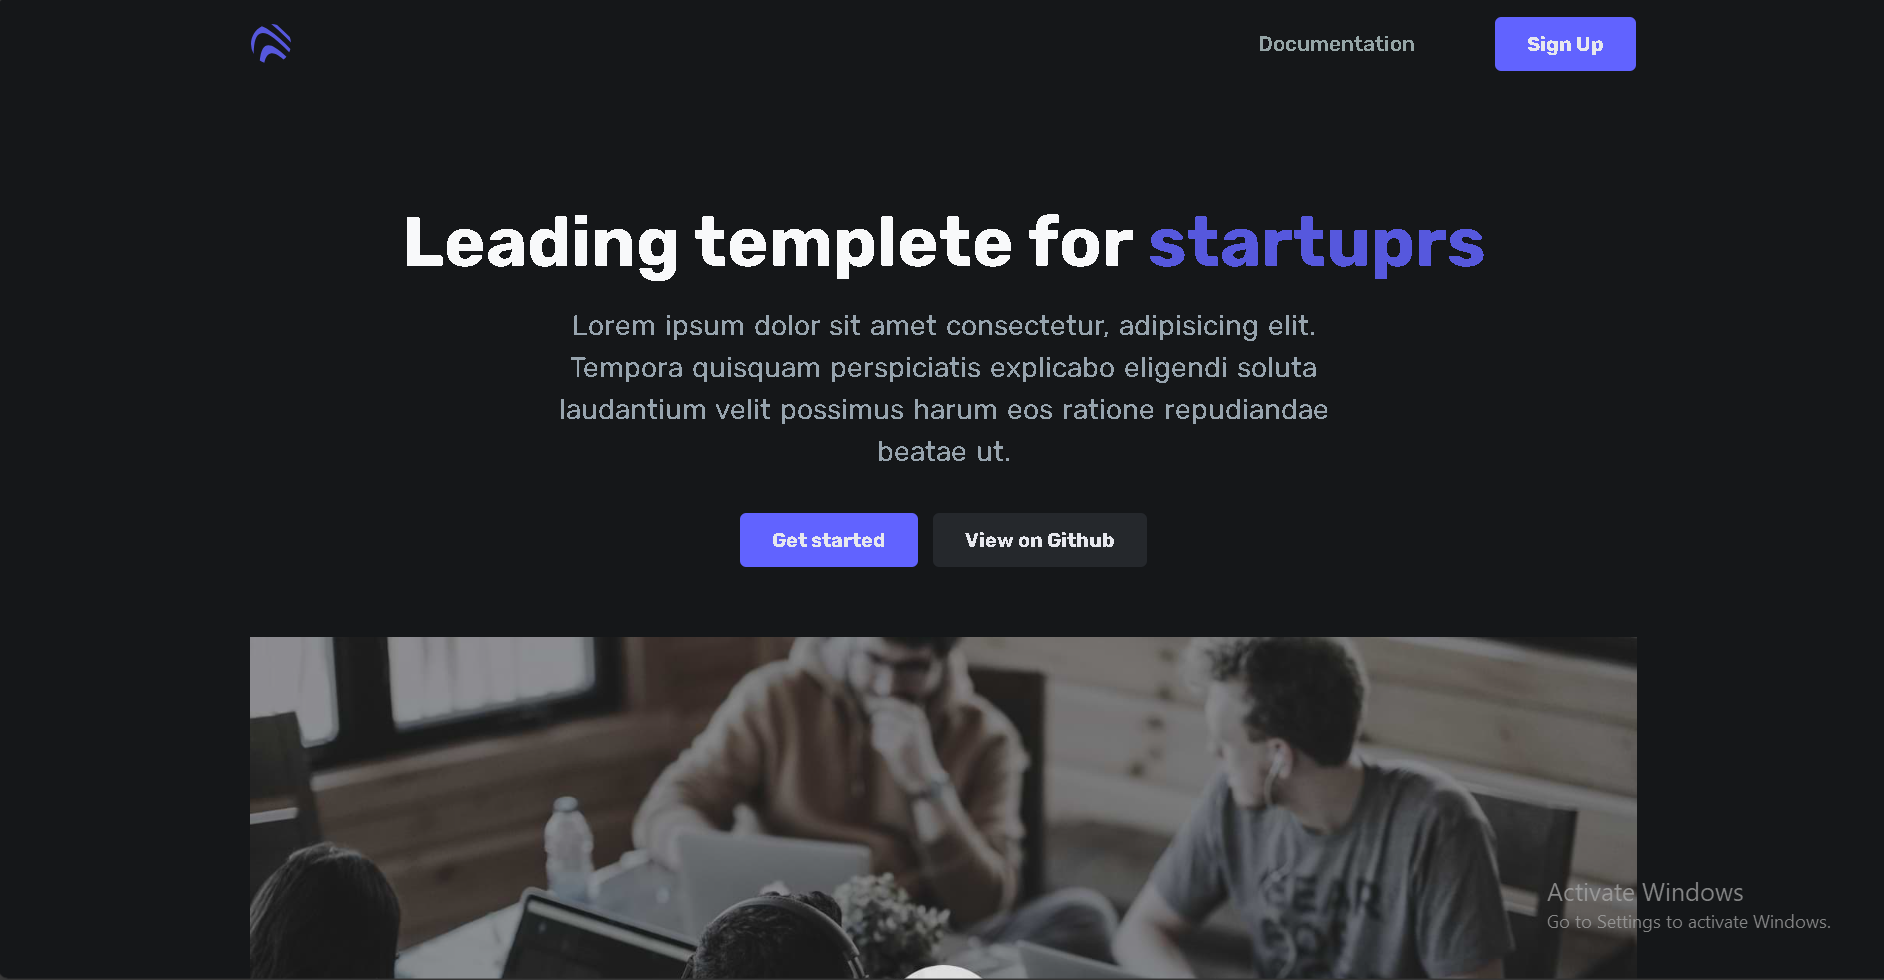 Documentation
Sign Up
Leading templete for startuprs
Lorem ipsum dolor sit amet consectetur, adipisicing elit.
Tempora quisquam perspiciatis explicabo eligendi soluta
laudantium velit possimus harum eos ratione repudiandae
beatae ut.
Get started
View on Github
Activate Windows
Go to Settings to activate Windows.